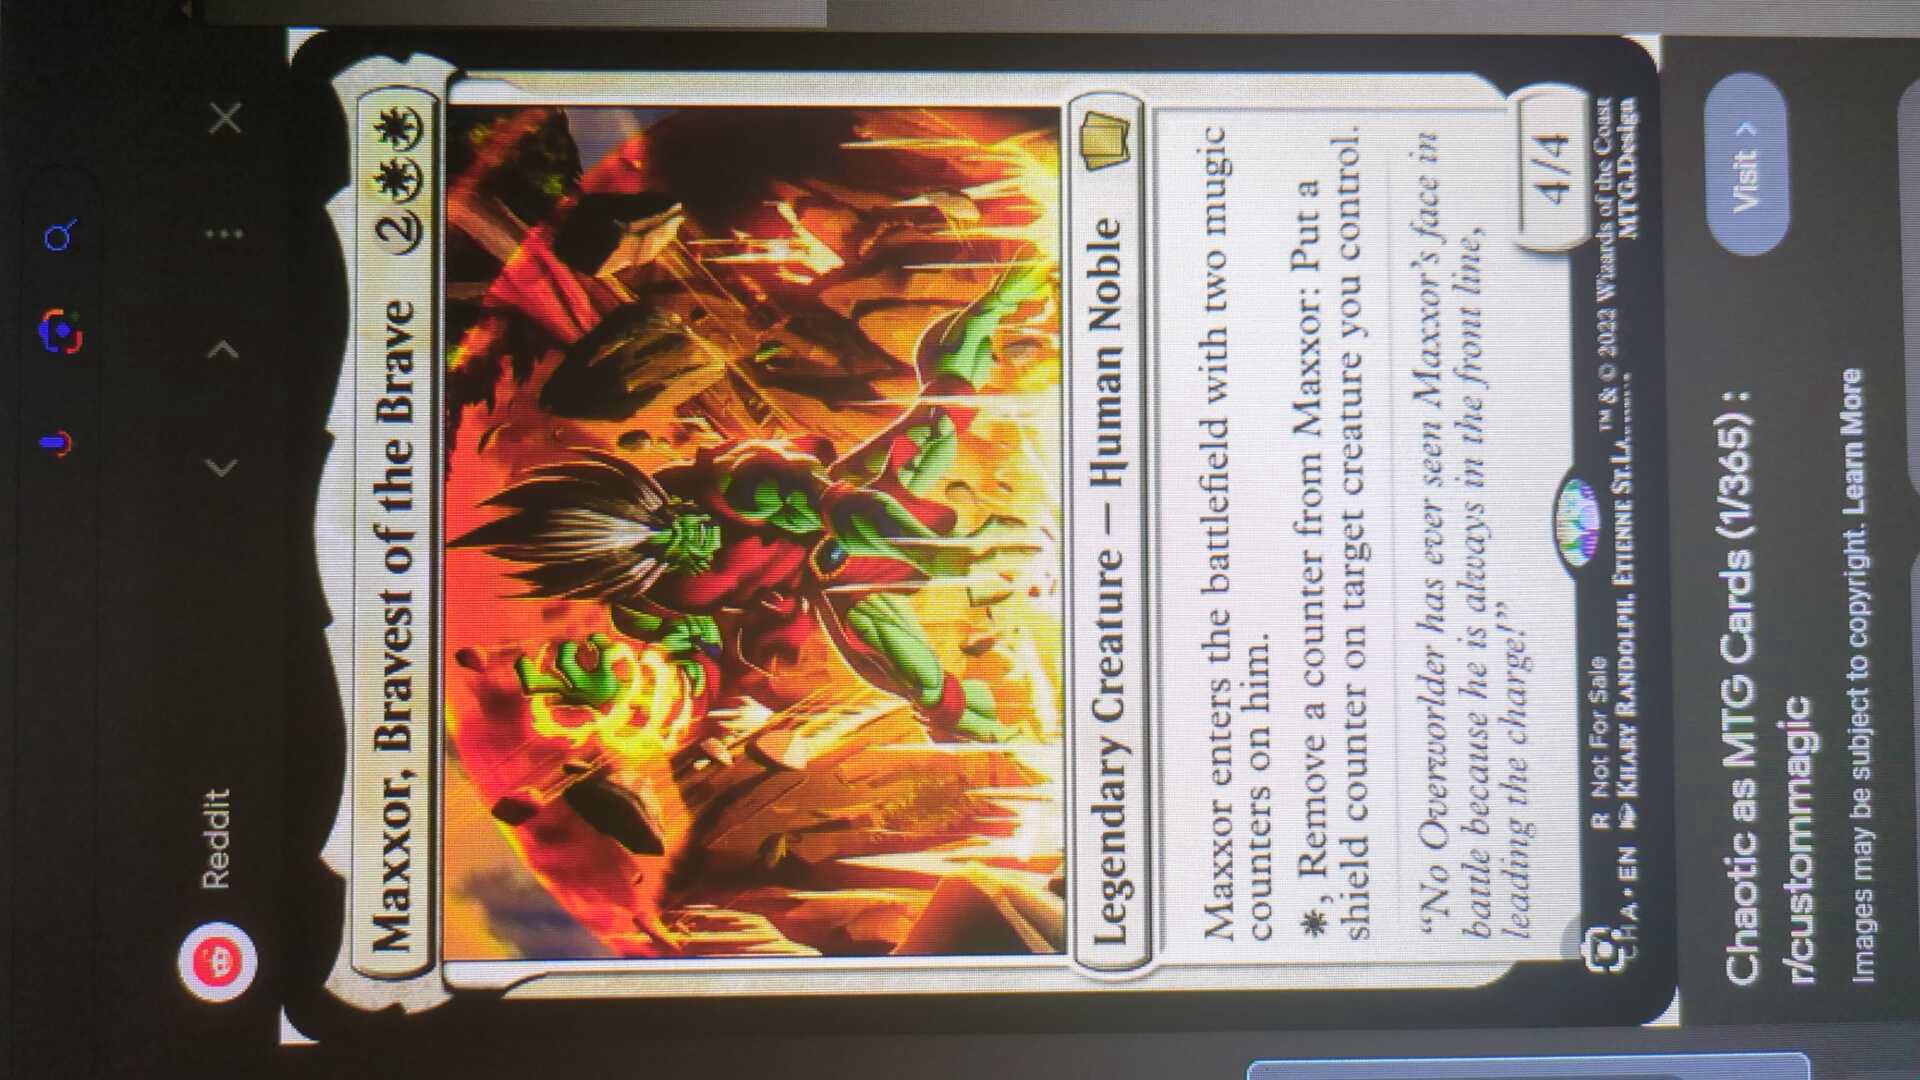 Reddit
Maxxor, Bravest of the Brave 2
Legendary Creature — Human Noble
Maxxor enters the battlefield with two mugic
counters on him.
, Remove a counter from Maxxor: Put a
shield counter on target creature you control.
“No Overworlder has ever seen Maxxor’s face in
battle because he is always in the front line,
leading the charge!”
4/4
R Not For Sale
™ & © 2022 Wizards of the Coast
CHA • EN KHARY RANDOLPH, ETIENNE ST.LA......
MTG.Design
Chaotic as MTG Cards (1/365) :
r/custommagic
Visit >
Images may be subject to copyright. Learn More